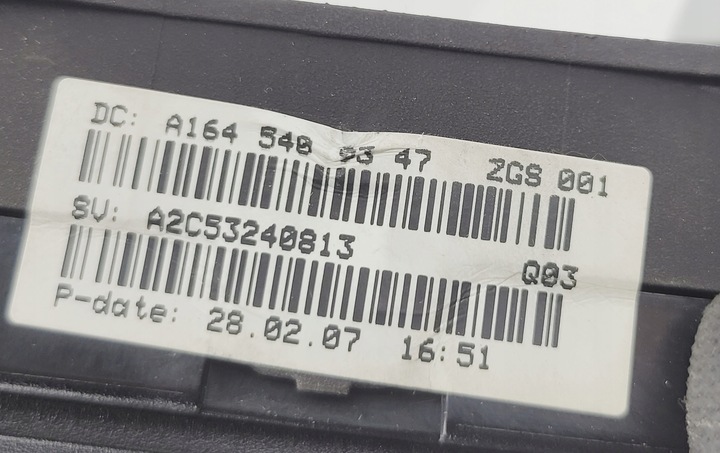 DC: A164 540 93 47 ZGS 001
SV: A2C53240813 Q03
P-date: 28.02.07 16:51